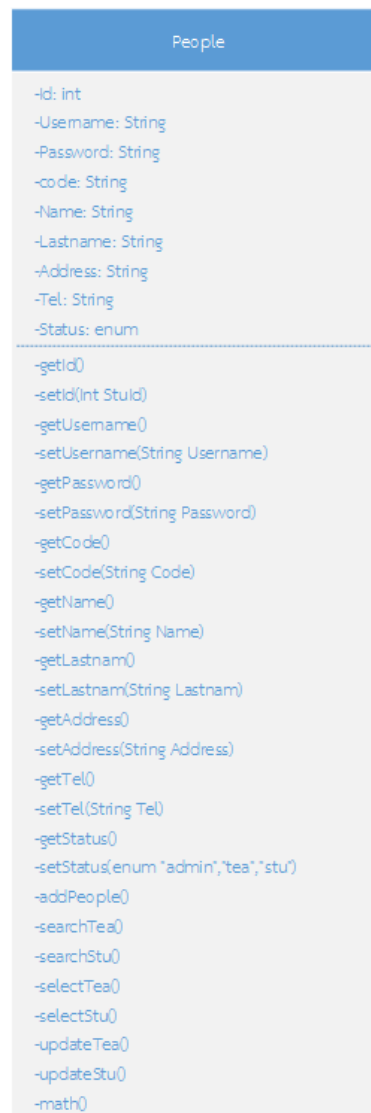 People
-Id: int
-Username: String
-Password: String
-code: String
-Name: String
-Lastname: String
-Address: String
-Tel: String
-Status: enum
-getId()
-setId(Int StuId)
-getUsername()
-setUsername(String Username)
-getPassword()
-setPassword(String Password)
-getCode()
-setCode(String Code)
-getName()
-setName(String Name)
-getLastnam()
-setLastnam(String Lastnam)
-getAddress()
-setAddress(String Address)
-getTel()
-setTel(String Tel)
-getStatus()
-setStatus(enum "admin","tea","stu")
-addPeople()
-searchTea()
-searchStu()
-selectTea()
-selectStu()
-updateTea()
-updateStu()
-math()